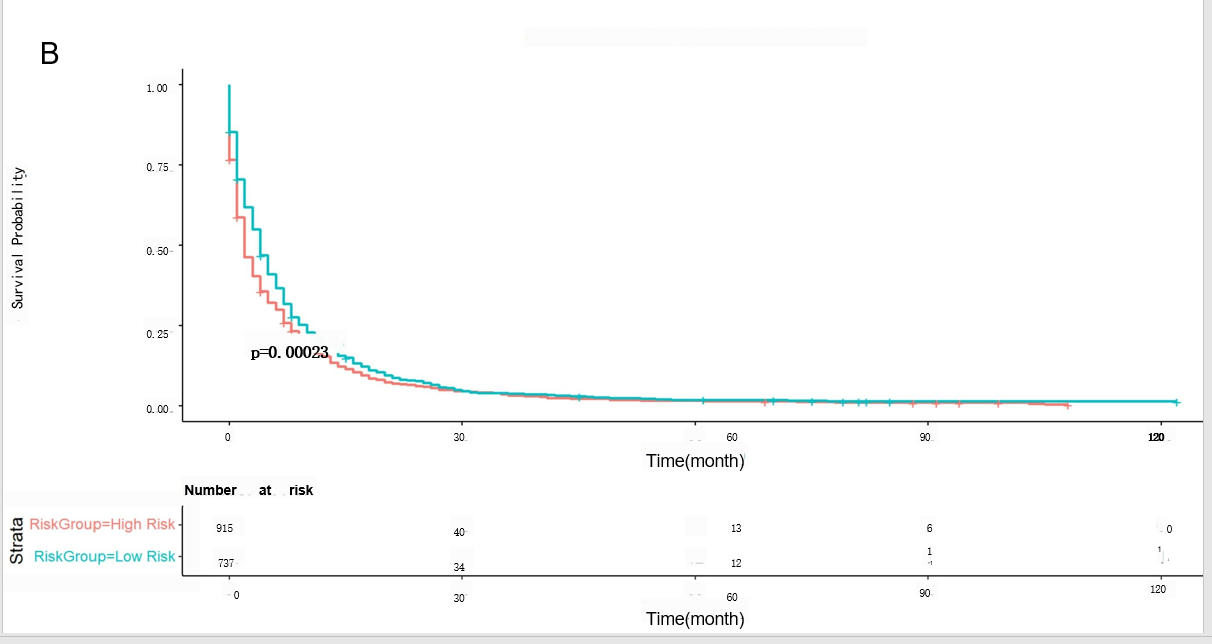 B
1.00
0.75
0.50
0.25
0.00
Survival Probability
p=0.00023
0 30 60 90 120
Time(month)
Number at risk
Strata
RiskGroup=High Risk 915 40 13 6 0
RiskGroup=Low Risk 737 34 12 1 1
0 30 60 90 120
Time(month)